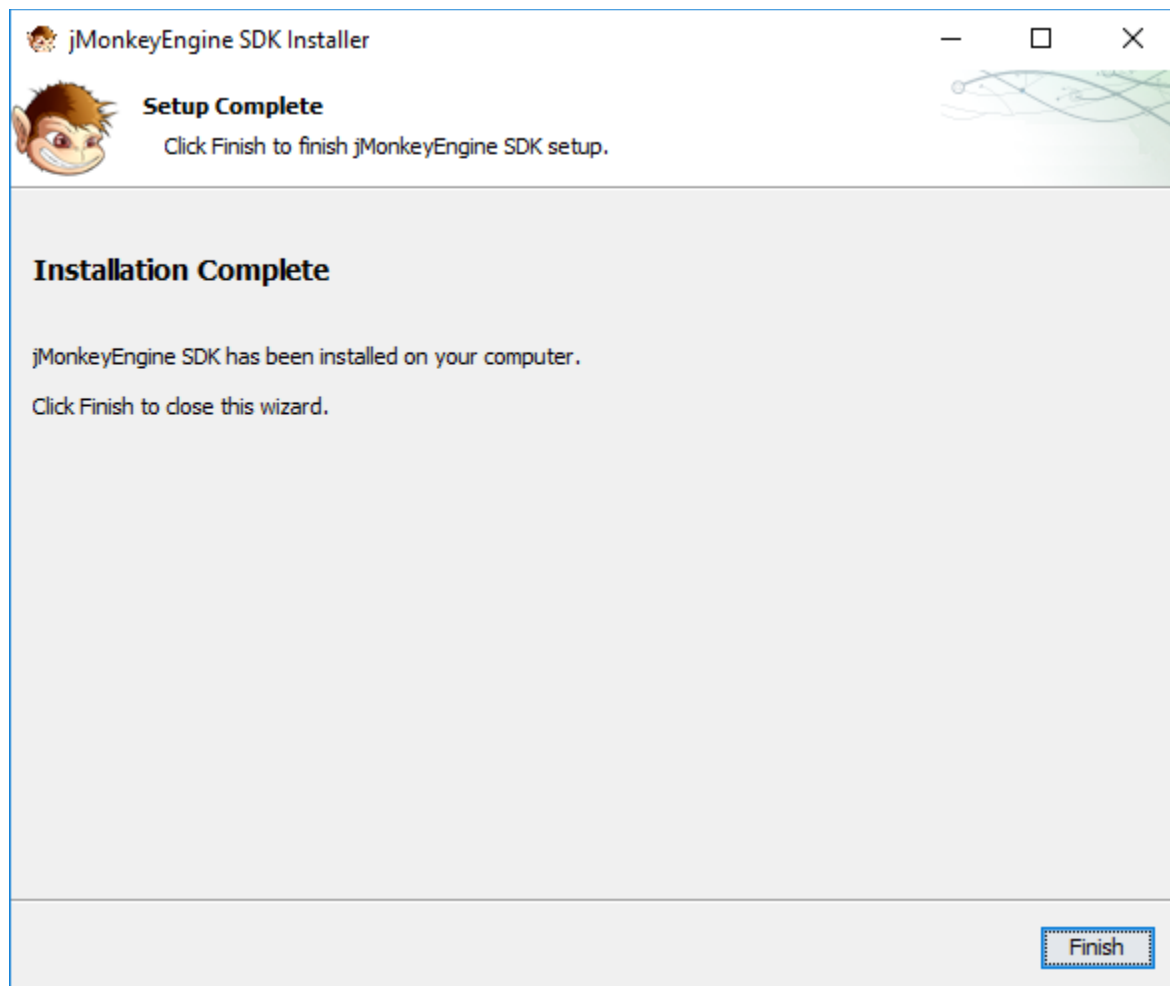 jMonkeyEngine SDK Installer
Setup Complete
Click Finish to finish jMonkeyEngine SDK setup.
Installation Complete
jMonkeyEngine SDK has been installed on your computer.
Click Finish to close this wizard.
Finish